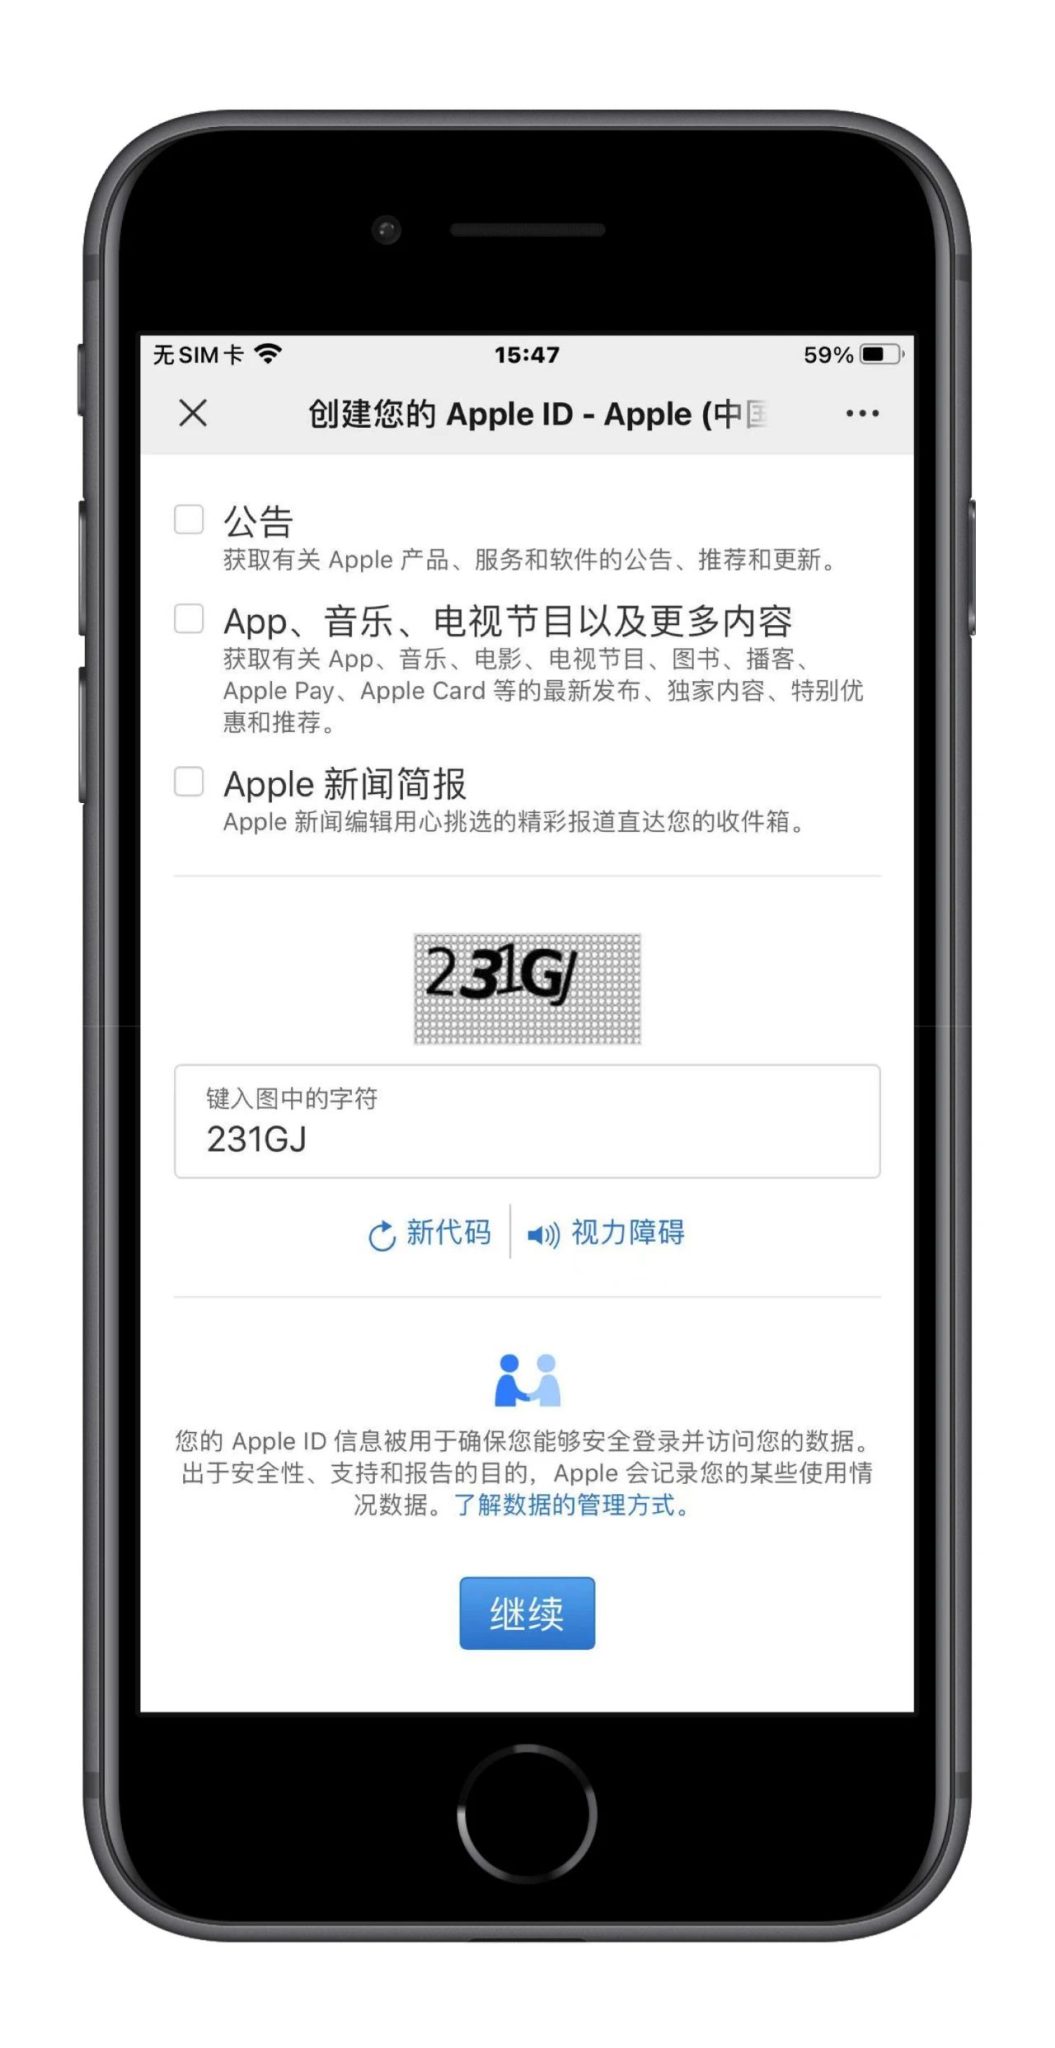 无SIM卡
15:47
59%
创建您的 Apple ID - Apple (中国
公告
获取有关 Apple 产品、服务和软件的公告、推荐和更新。
App、音乐、电视节目以及更多内容
获取有关 App、音乐、电影、电视节目、图书、播客、
Apple Pay、Apple Card 等的最新发布、独家内容、特别优
惠和推荐。
Apple 新闻简报
Apple 新闻编辑用心挑选的精彩报道直达您的收件箱。
231GJ
键入图中的字符
231GJ
新代码
视力障碍
您的 Apple ID 信息被用于确保您能够安全登录并访问您的数据。
出于安全性、支持和报告的目的，Apple 会记录您的某些使用情
况数据。了解数据的管理方式。
继续